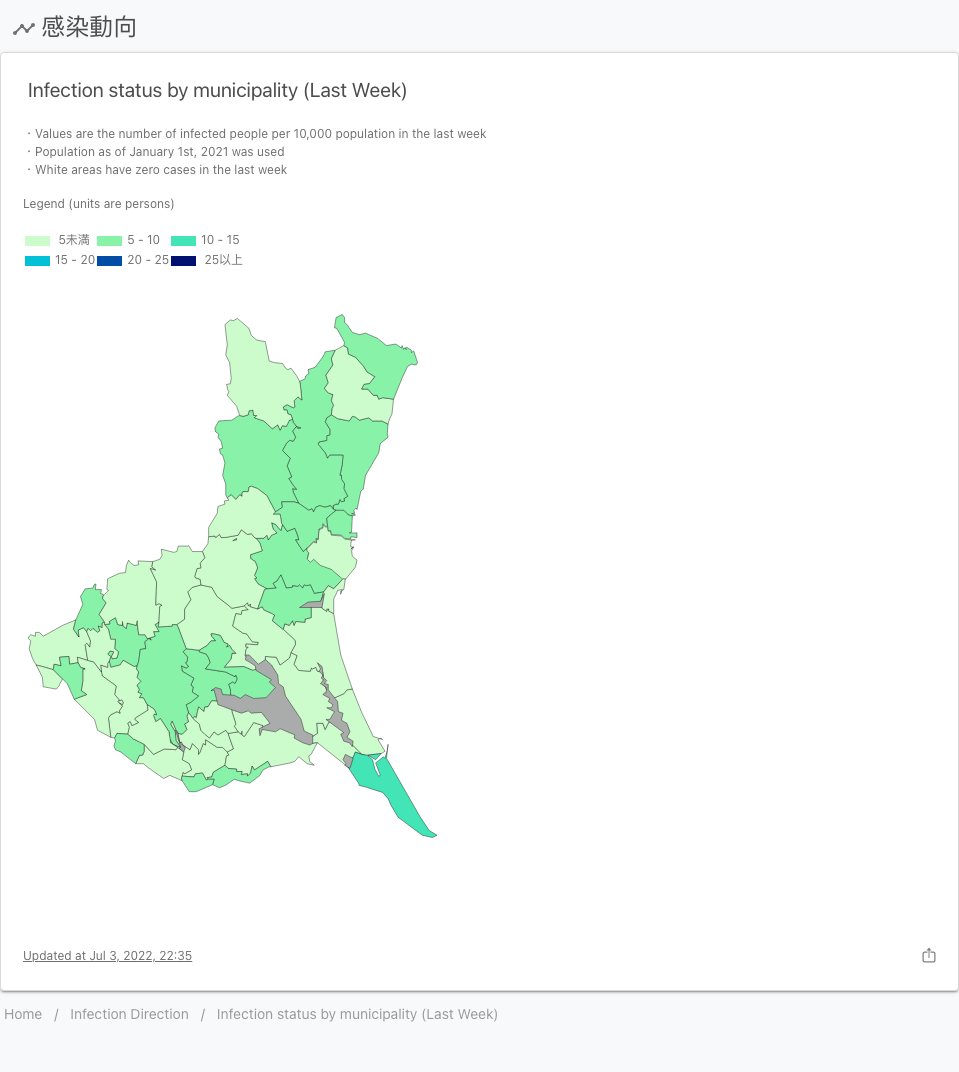 感染動向
Infection status by municipality (Last Week)
・Values are the number of infected people per 10,000 population in the last week
・Population as of January 1st, 2021 was used
・White areas have zero cases in the last week
Legend (units are persons)
5未満 5 - 10 10 - 15
15 - 20 20 - 25 25以上
Updated at Jul 3, 2022, 22:35
Home / Infection Direction / Infection status by municipality (Last Week)